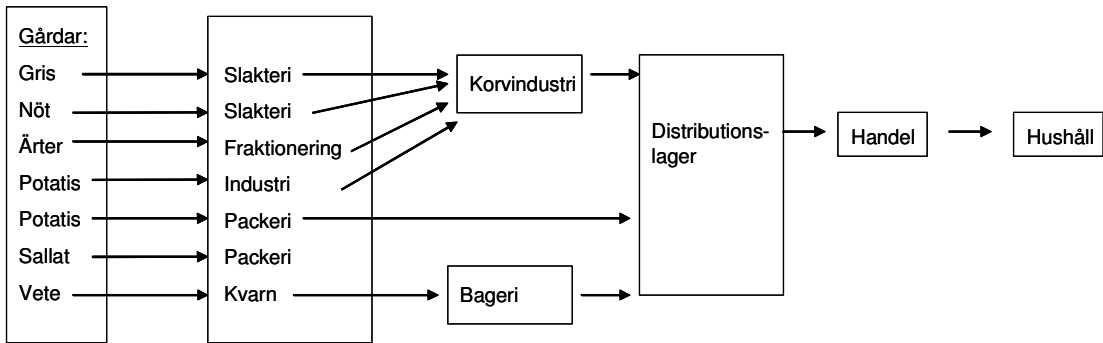 Gårdar:
Gris
Nöt
Ärter
Potatis
Potatis
Sallat
Vete
Slakteri
Slakteri
Fraktionering
Industri
Packeri
Packeri
Kvarn
Korvindustri
Bageri
Distributions-
lager
Handel
Hushåll